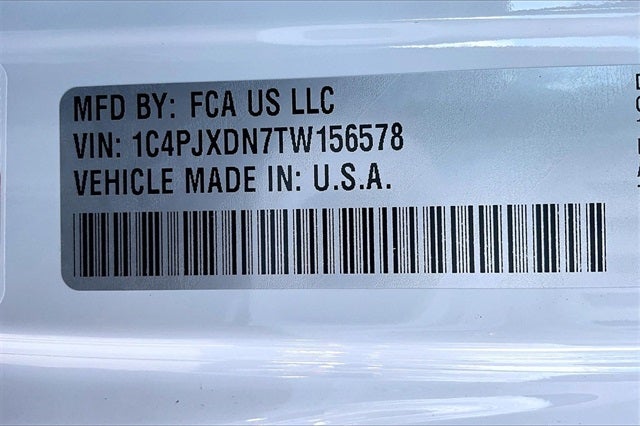 MFD BY: FCA US LLC
VIN: 1C4PJXDN7TW156578
VEHICLE MADE IN: U.S.A.